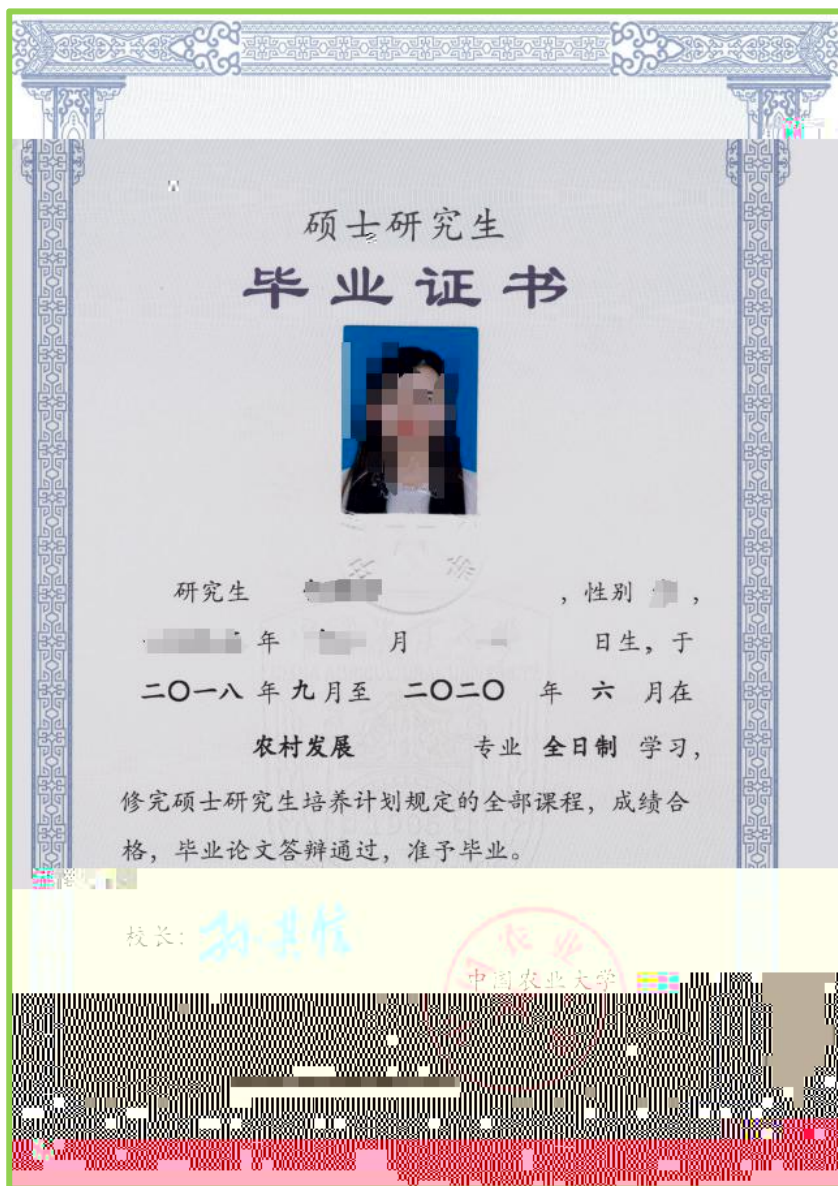 硕士研究生
毕业证书
研究生 ，性别 ，
年 月 日生，于
二〇一八 年 九 月至 二〇二〇 年 六 月在
农村发展 专业 全日制 学习，
修完硕士研究生培养计划规定的全部课程，成绩合
格，毕业论文答辩通过，准予毕业。
校长：孙其信
中国农业大学